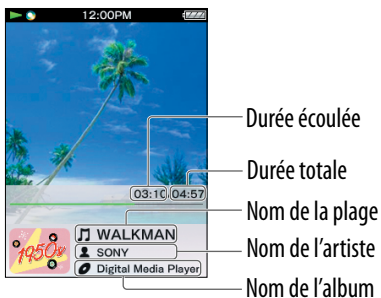 12:00PM
Durée écoulée
Durée totale
03:10 04:57
Nom de la plage
WALKMAN
1950s
Nom de l'artiste
SONY
Digital Media Player
Nom de l'album